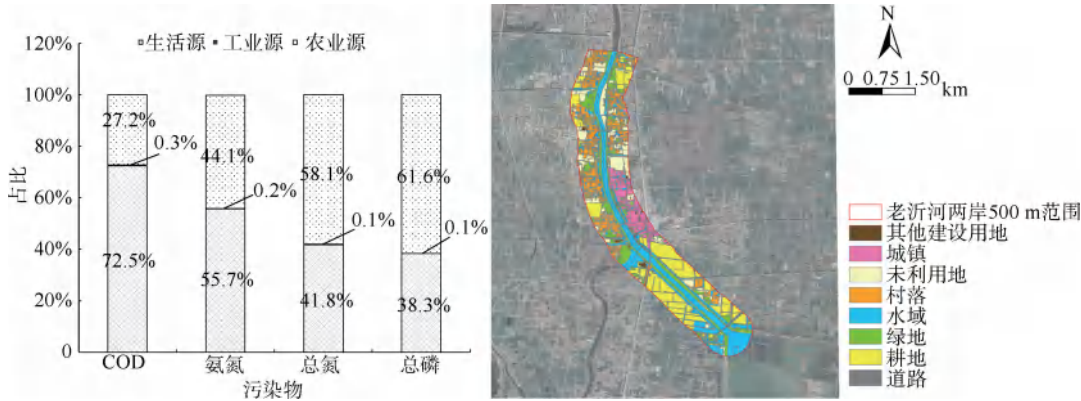 生活源 工业源 农业源
120%
100%
80%
60%
40%
20%
0
占比
27.2%
0.3%
72.5%
44.1%
0.2%
55.7%
58.1%
0.1%
41.8%
61.6%
0.1%
38.3%
COD 氨氮 总氮 总磷
污染物
N
0 0.75 1.50
km
老沂河两岸500 m范围
其他建设用地
城镇
未利用地
村落
水域
绿地
耕地
道路